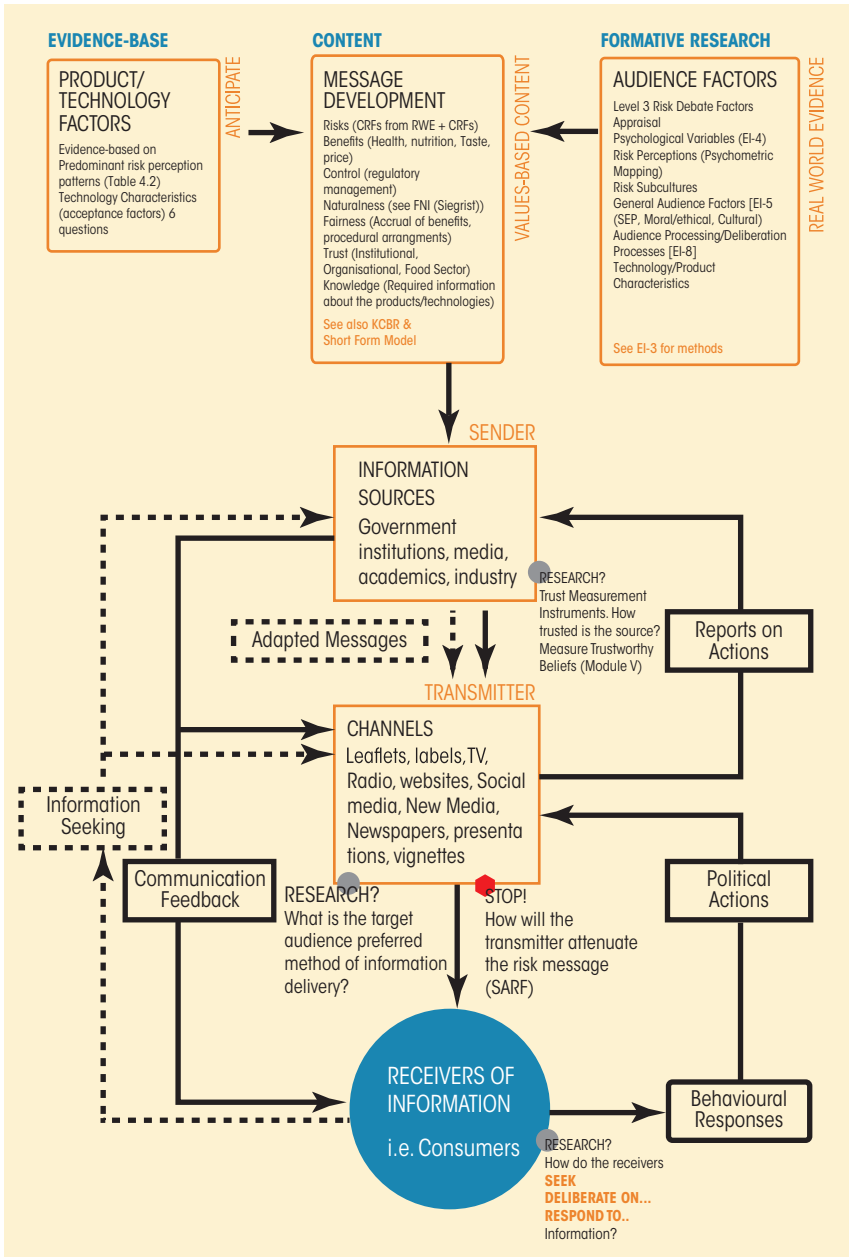 EVIDENCE-BASE
PRODUCT/
TECHNOLOGY
FACTORS
Evidence-based on
Predominant risk perception
patterns (Table 4.2)
Technology Characteristics
(acceptance factors) 6
questions
ANTICIPATE
CONTENT
MESSAGE
DEVELOPMENT
Risks (CRFs from RWE + CRFs)
Benefits (Health, nutrition, Taste,
price)
Control (regulatory
management)
Naturalness (see FNI (Siegrist))
Fairness (Accrual of benefits,
procedural arrangments)
Trust (Institutional,
Organisational, Food Sector)
Knowledge (Required information
about the products/technologies)
See also KCBR &
Short Form Model
VALUES-BASED CONTENT
FORMATIVE RESEARCH
AUDIENCE FACTORS
Level 3 Risk Debate Factors
Appraisal
Psychological Variables (EI-4)
Risk Perceptions (Psychometric
Mapping)
Risk Subcultures
General Audience Factors [EI-5
(SEP, Moral/ethical, Cultural)
Audience Processing/Deliberation
Processes [EI-8]
Technology/Product
Characteristics
See EI-3 for methods
REAL WORLD EVIDENCE
SENDER
INFORMATION
SOURCES
Government
institutions, media,
academics, industry
RESEARCH?
Trust Measurement
Instruments. How
trusted is the source?
Measure Trustworthy
Beliefs (Module V)
Adapted Messages
Reports on
Actions
TRANSMITTER
CHANNELS
Leaflets, labels,TV,
Radio, websites, Social
media, New Media,
Newspapers, presenta
tions, vignettes
Information
Seeking
Communication
Feedback
RESEARCH?
What is the target
audience preferred
method of information
delivery?
STOP!
How will the
transmitter attenuate
the risk message
(SARF)
Political
Actions
RECEIVERS OF
INFORMATION
i.e. Consumers
Behavioural
Responses
RESEARCH?
How do the receivers
SEEK
DELIBERATE ON...
RESPOND TO..
Information?